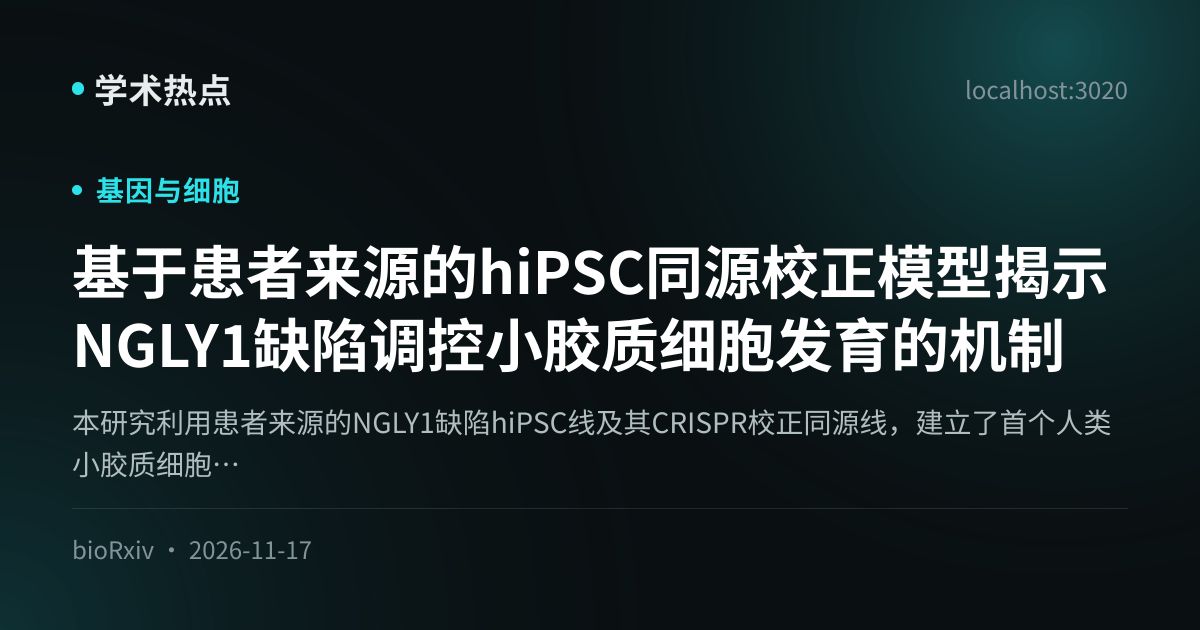 学术热点
localhost:3020
基因与细胞
基于患者来源的hiPSC同源校正模型揭示
NGLY1缺陷调控小胶质细胞发育的机制
本研究利用患者来源的NGLY1缺陷hiPSC线及其CRISPR校正同源线，建立了首个人类
小胶质细胞…
bioRxiv • 2026-11-17